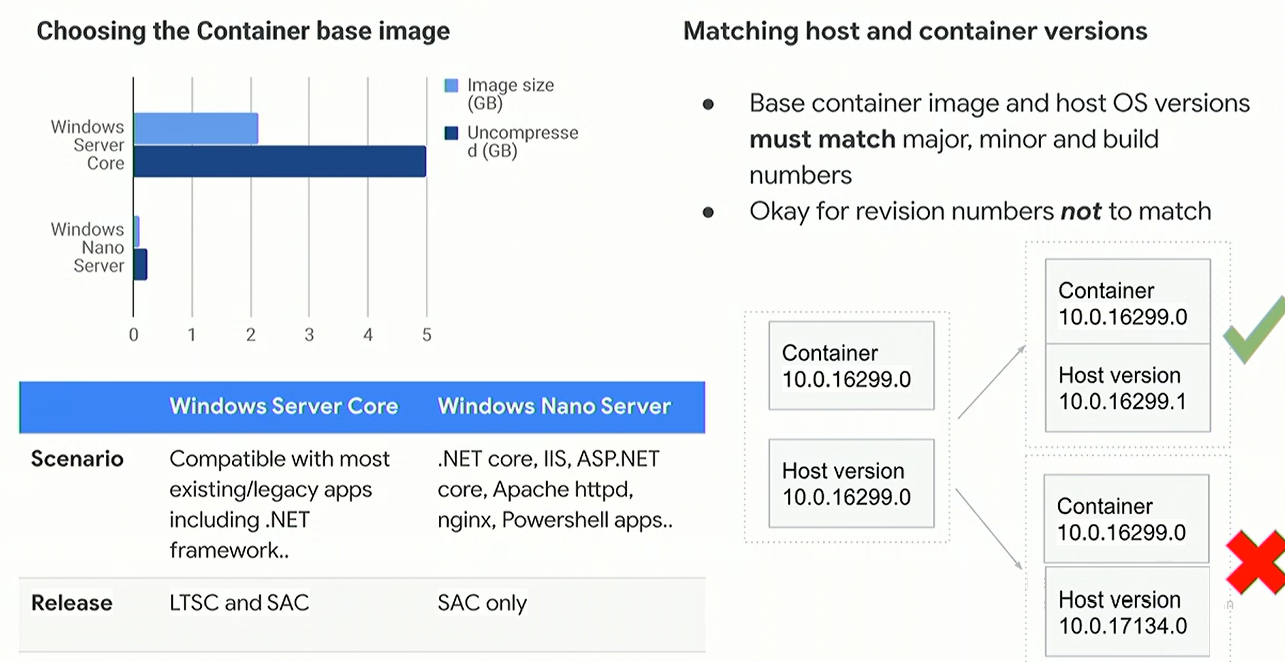 Choosing the Container base image
Image size
(GB)
Uncompresse
d (GB)
Windows
Server
Core
Windows
Nano
Server
0 1 2 3 4 5
Windows Server Core Windows Nano Server
Scenario
Compatible with most
existing/legacy apps
including .NET
framework..
.NET core, IIS, ASP.NET
core, Apache httpd,
nginx, Powershell apps..
Release
LTSC and SAC
SAC only
Matching host and container versions
● Base container image and host OS versions
must match major, minor and build
numbers
● Okay for revision numbers not to match
Container
10.0.16299.0
Host version
10.0.16299.0
Container
10.0.16299.0
Host version
10.0.16299.1
Container
10.0.16299.0
Host version
10.0.17134.0